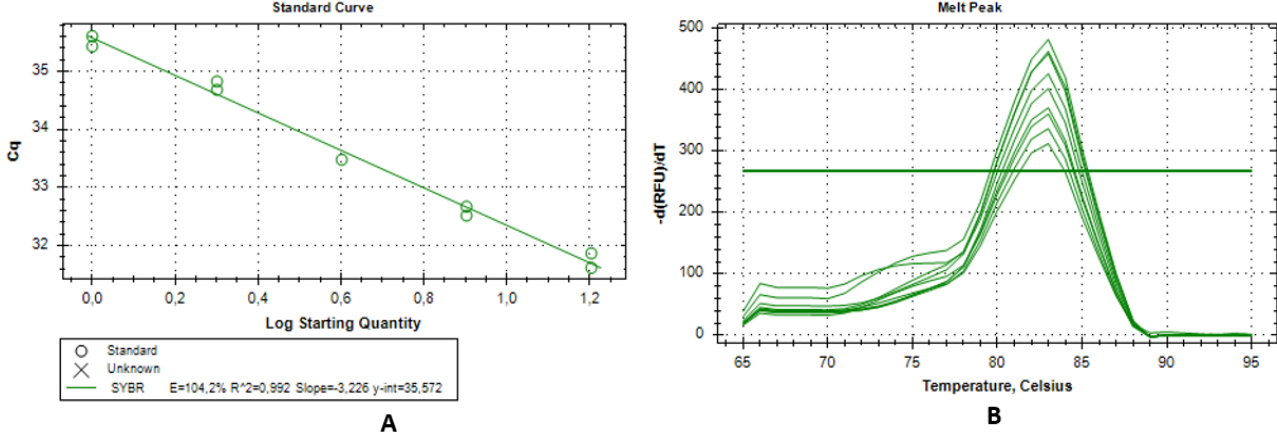 Standard Curve
Cq
35
34
33
32
0,0 0,2 0,4 0,6 0,8 1,0 1,2
Log Starting Quantity
Standard
Unknown
SYBR E=104,2% R^2=0,992 Slope=-3,226 y-int=35,572
A
Melt Peak
-d(RFU)/dT
500
400
300
200
100
0
65 70 75 80 85 90 95
Temperature, Celsius
B